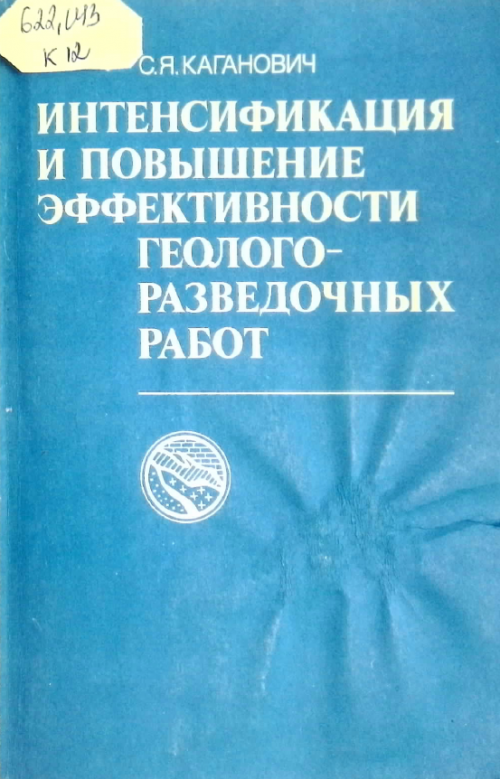 622,143
К 12
С.Я. КАГАНОВИЧ
ИНТЕНСИФИКАЦИЯ
И ПОВЫШЕНИЕ
ЭФФЕКТИВНОСТИ
ГЕОЛОГО-
РАЗВЕДОЧНЫХ
РАБОТ